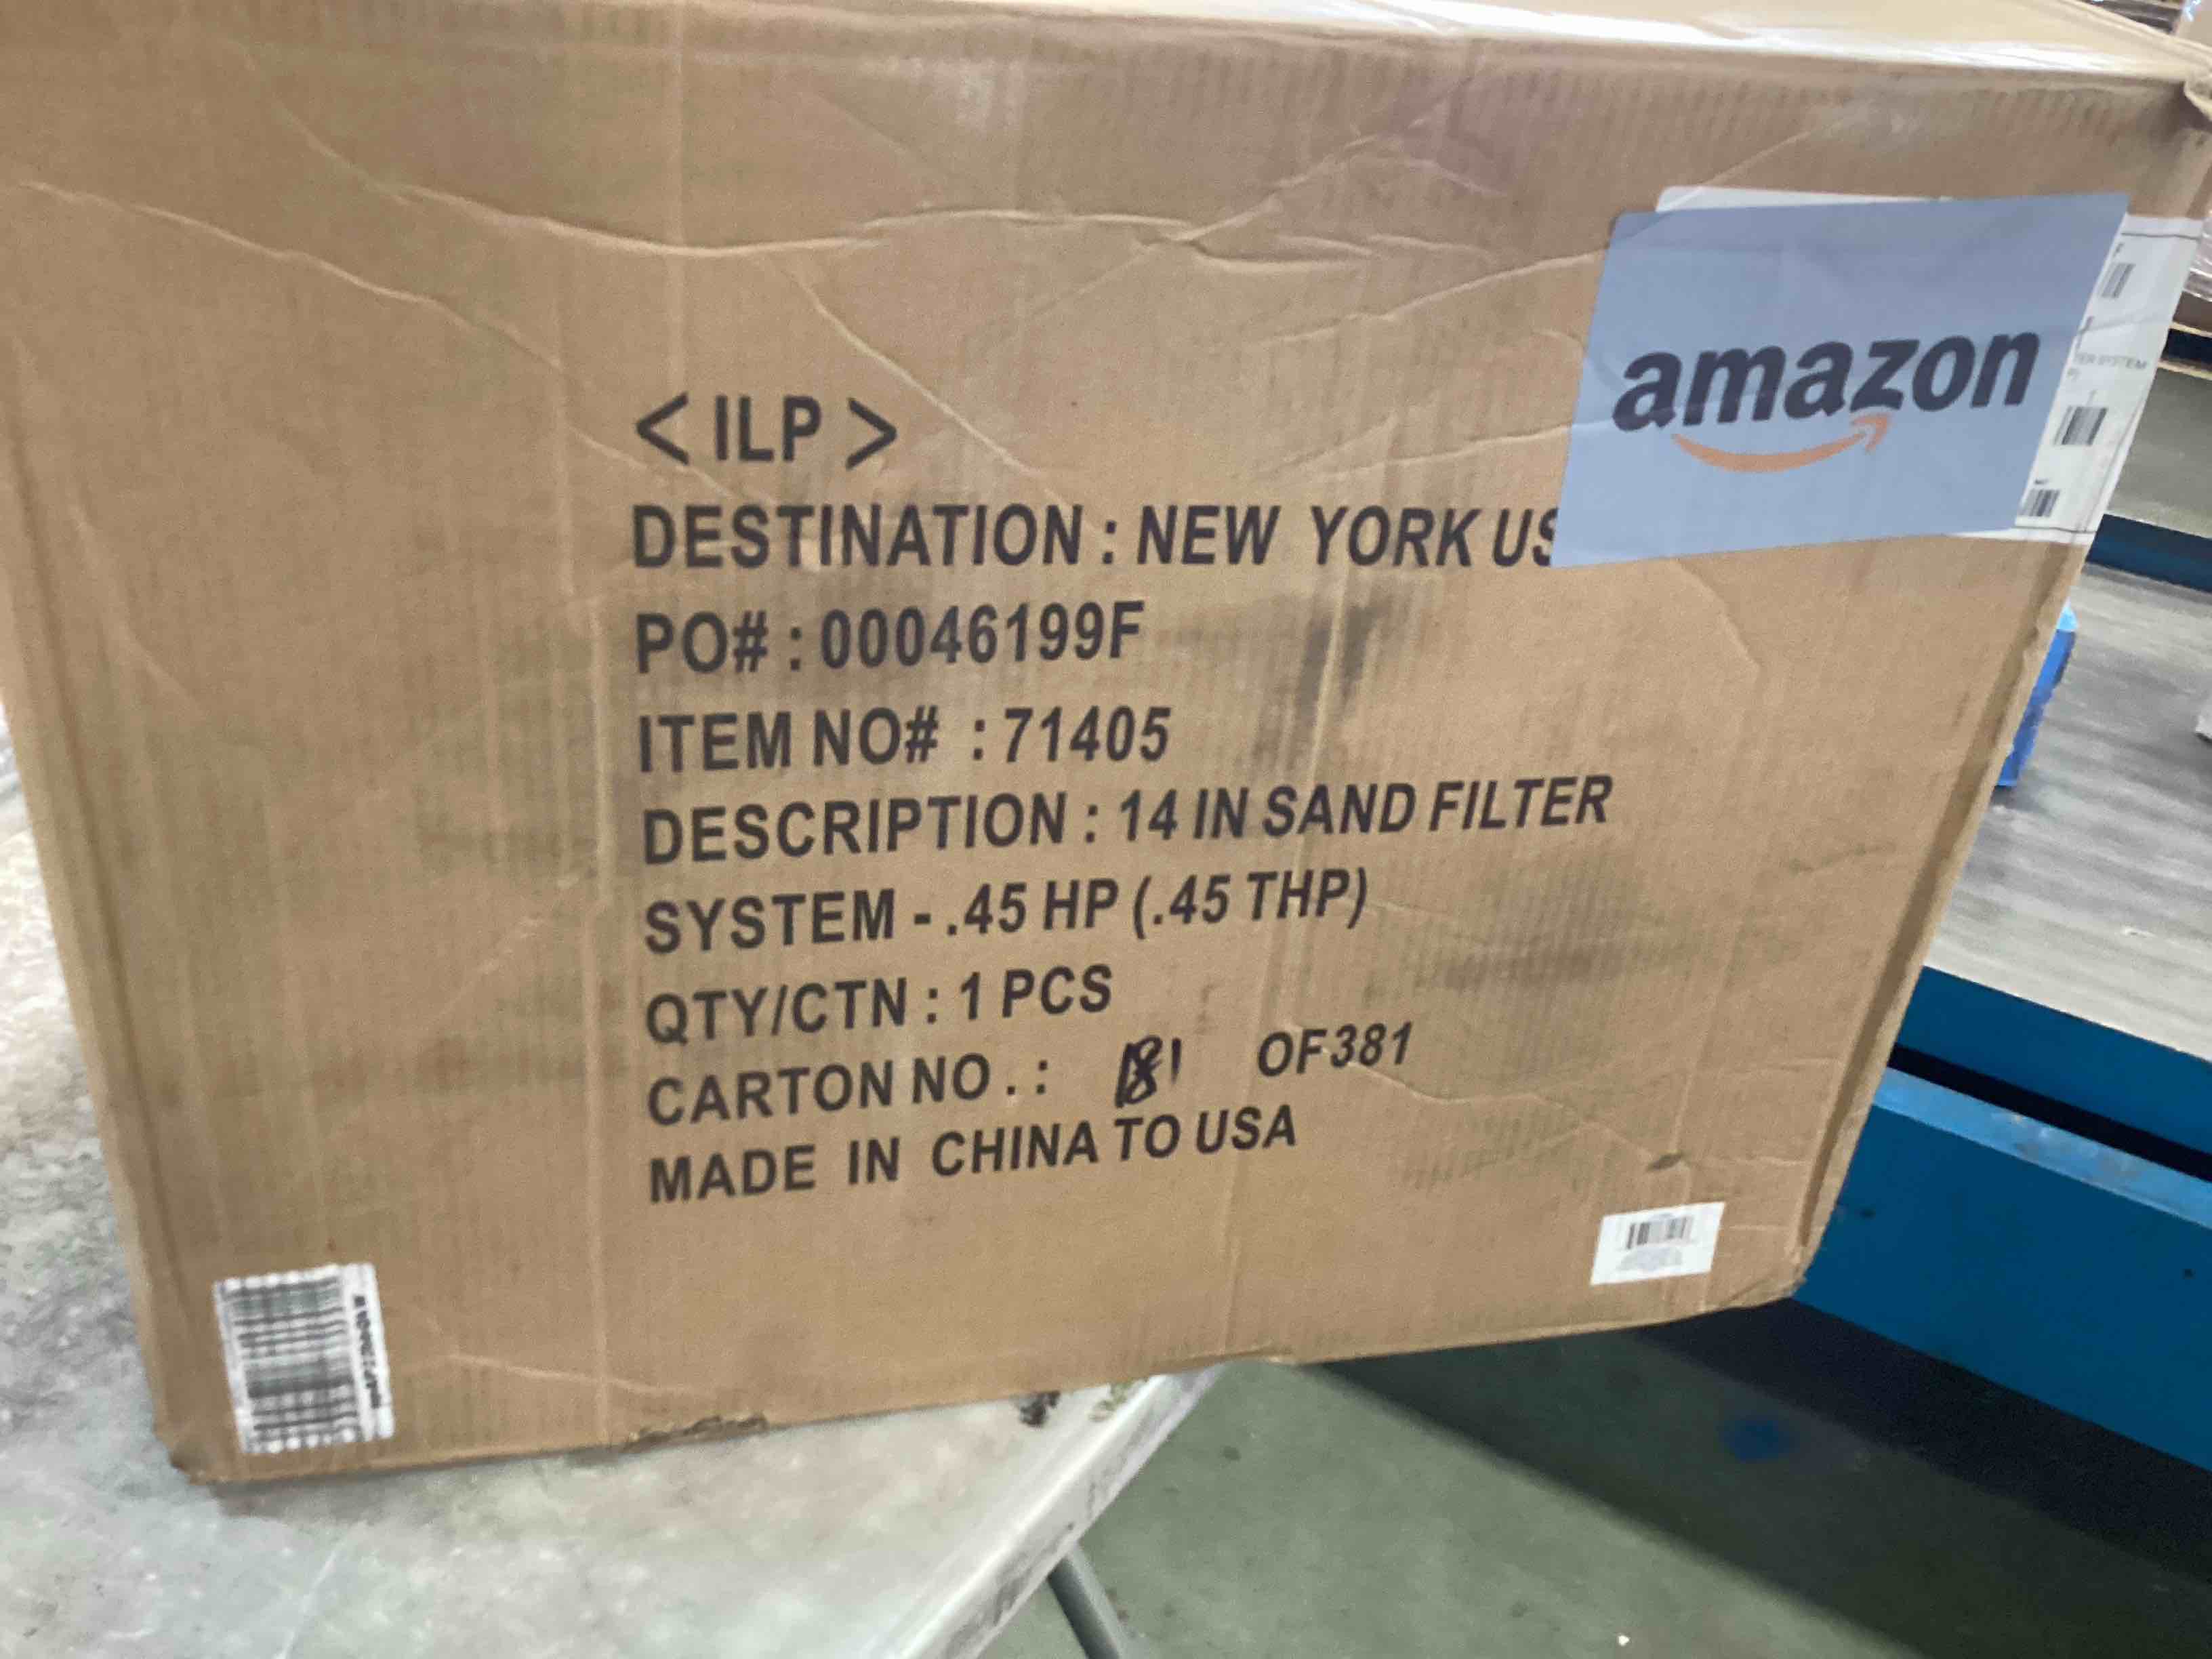 <ILP>
amazon
DESTINATION : NEW YORK US
PO# : 00046199F
ITEM NO# : 71405
DESCRIPTION : 14 IN SAND FILTER
SYSTEM - .45 HP (.45 THP)
QTY/CTN : 1 PCS
CARTON NO. : 181 OF 381
MADE IN CHINA TO USA